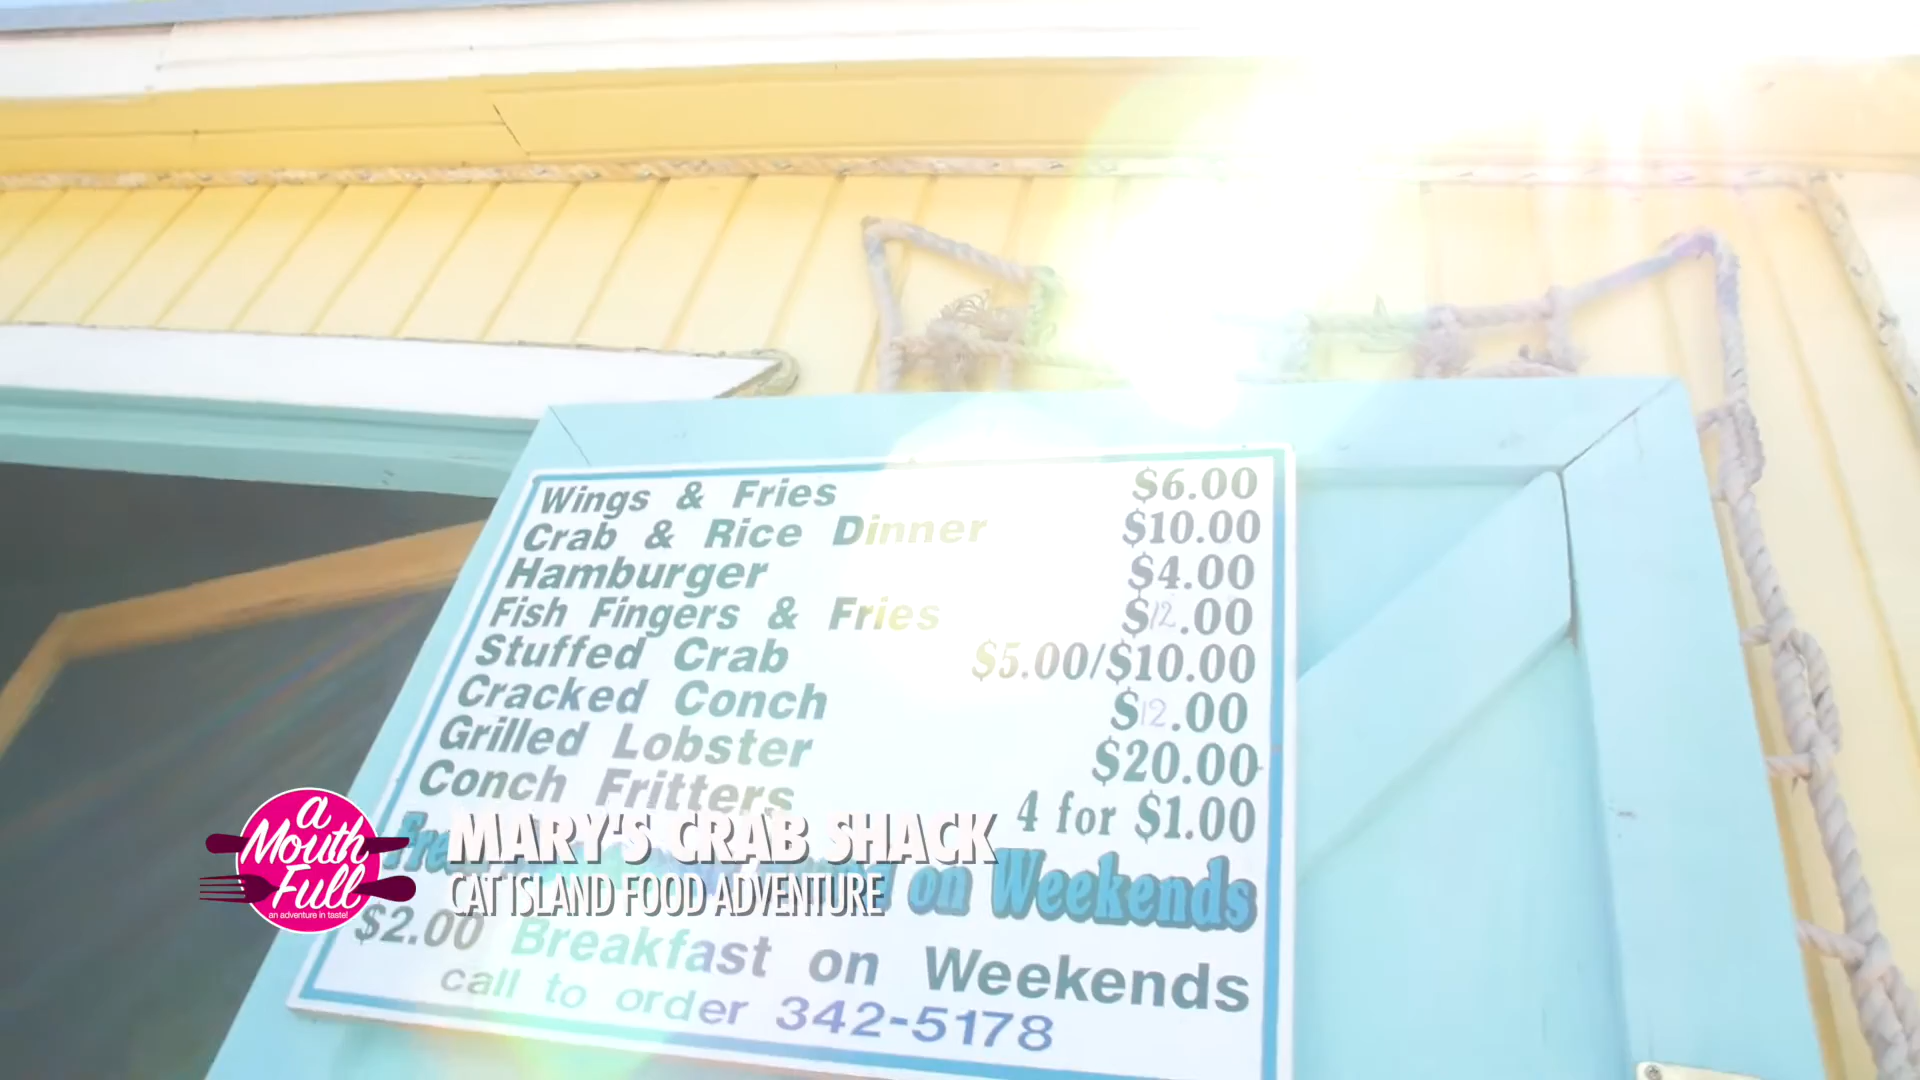 Wings & Fries $6.00
Crab & Rice Dinner $10.00
Hamburger $4.00
Fish Fingers & Fries $12.00
Stuffed Crab $5.00/$10.00
Cracked Conch $12.00
Grilled Lobster $20.00
Conch Fritters 4 for $1.00
on Weekends
$2.00 Breakfast on Weekends
call to order 342-5178
a
Mouth
Full
an adventure in taste!
MARY'S CRAB SHACK
CAT ISLAND FOOD ADVENTURE